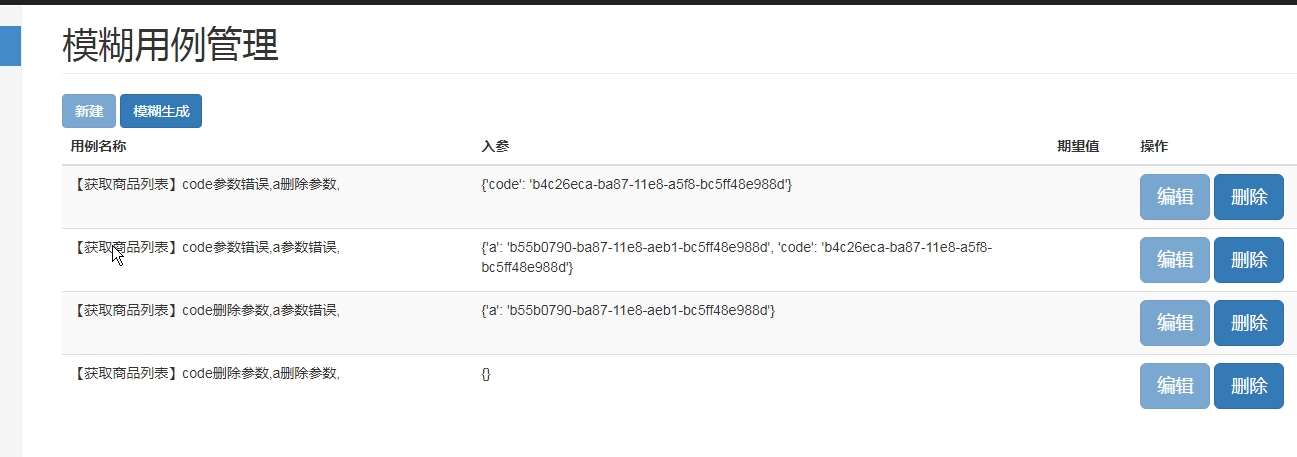 模糊用例管理
新建 模糊生成
用例名称 入参 期望值 操作
【获取商品列表】code参数错误,a删除参数, {'code': 'b4c26eca-ba87-11e8-a5f8-bc5ff48e988d'} 编辑 删除
【获取商品列表】code参数错误,a参数错误, {'a': 'b55b0790-ba87-11e8-aeb1-bc5ff48e988d', 'code': 'b4c26eca-ba87-11e8-a5f8- 编辑 删除
bc5ff48e988d'}
【获取商品列表】code删除参数,a参数错误, {'a': 'b55b0790-ba87-11e8-aeb1-bc5ff48e988d'} 编辑 删除
【获取商品列表】code删除参数,a删除参数, {} 编辑 删除